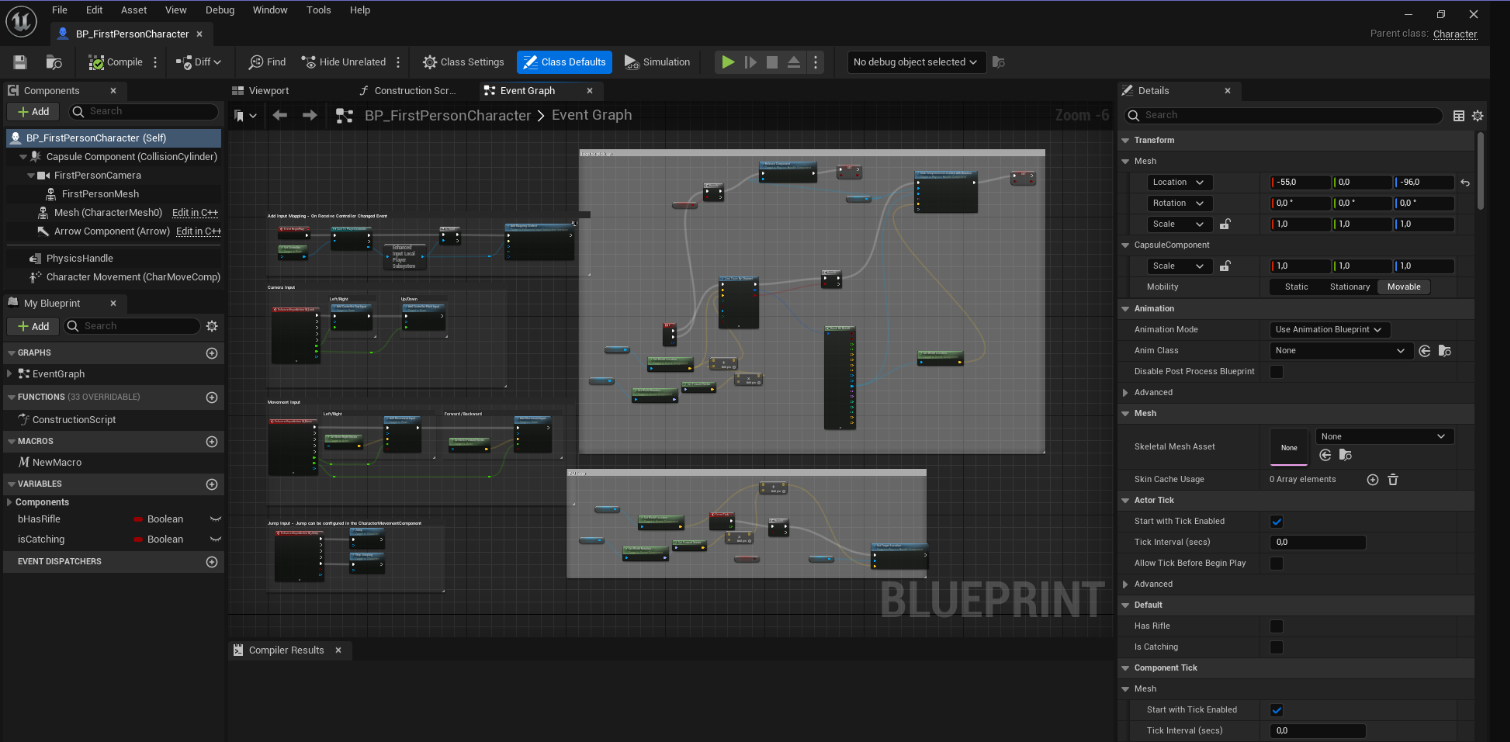 File Edit Asset View Debug Window Tools Help
BP_FirstPersonCharacter
Parent class: Character
Compile Diff Find Hide Unrelated Class Settings Class Defaults Simulation No debug object selected
Components
Add Search
BP_FirstPersonCharacter (Self)
Capsule Component (CollisionCylinder)
FirstPersonCamera
FirstPersonMesh
Mesh (CharacterMesh0) Edit in C++
Arrow Component (Arrow) Edit in C++
PhysicsHandle
Character Movement (CharMoveComp)
My Blueprint
Add Search
GRAPHS
EventGraph
FUNCTIONS (33 OVERRIDABLE)
ConstructionScript
MACROS
NewMacro
VARIABLES
Components
bHasRifle Boolean
isCatching Boolean
EVENT DISPATCHERS
Viewport Construction Scr... Event Graph
BP_FirstPersonCharacter > Event Graph Zoom -6
Add Input Mapping - On Receive Controller Changed Event
Enhanced
Input Local
Player
Subsystem
Camera Input
Left/Right Up/Down
Movement Input
Left/Right Forward/Backward
Jump Input - Jump can be configured in the CharacterMovementComponent
BLUEPRINT
Compiler Results
Details
Search
Transform
Mesh
Location -55,0 0,0 -96,0
Rotation 0,0 ° 0,0 ° 0,0 °
Scale 1,0 1,0 1,0
CapsuleComponent
Scale 1,0 1,0 1,0
Mobility Static Stationary Movable
Animation
Animation Mode Use Animation Blueprint
Anim Class None
Disable Post Process Blueprint
Advanced
Mesh
Skeletal Mesh Asset None None
Skin Cache Usage 0 Array elements
Actor Tick
Start with Tick Enabled
Tick Interval (secs) 0,0
Allow Tick Before Begin Play
Advanced
Default
Has Rifle
Is Catching
Component Tick
Mesh
Start with Tick Enabled
Tick Interval (secs) 0,0